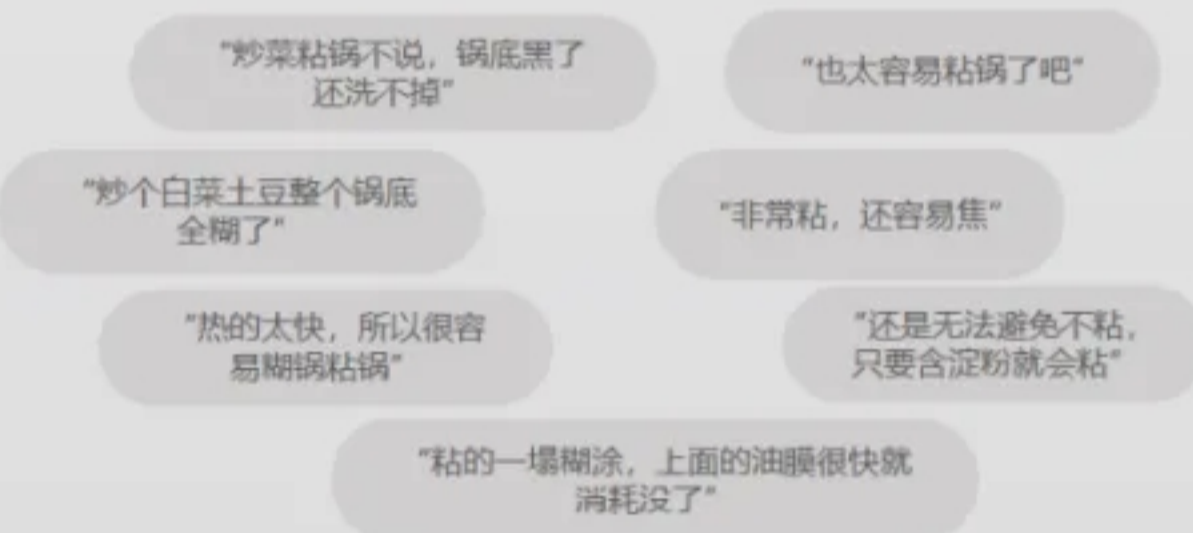 “炒菜粘锅不说，锅底黑了
还洗不掉”
“也太容易粘锅了吧”
“炒个白菜土豆整个锅底
全糊了”
“非常粘，还容易焦”
“热的太快，所以很容
易糊锅粘锅”
“还是无法避免不粘，
只要含淀粉就会粘”
“粘的一塌糊涂，上面的油膜很快就
消耗没了”